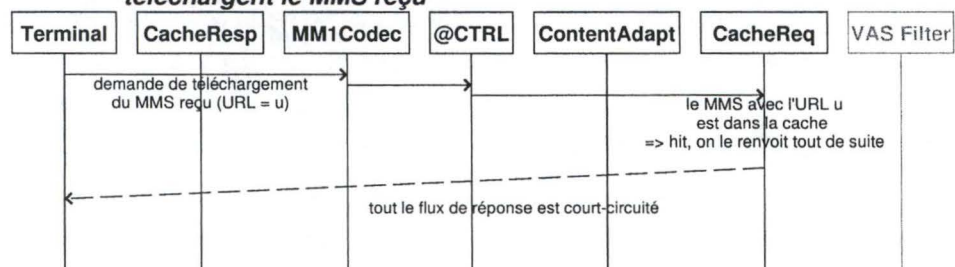 téléchargent le MMS reçu
Terminal
CacheResp
MM1Codec
@CTRL
ContentAdapt
CacheReq
VAS Filter
demande de téléchargement
du MMS reçu (URL = u)
le MMS avec l'URL u
est dans la cache
=> hit, on le renvoit tout de suite
tout le flux de réponse est court-circuité